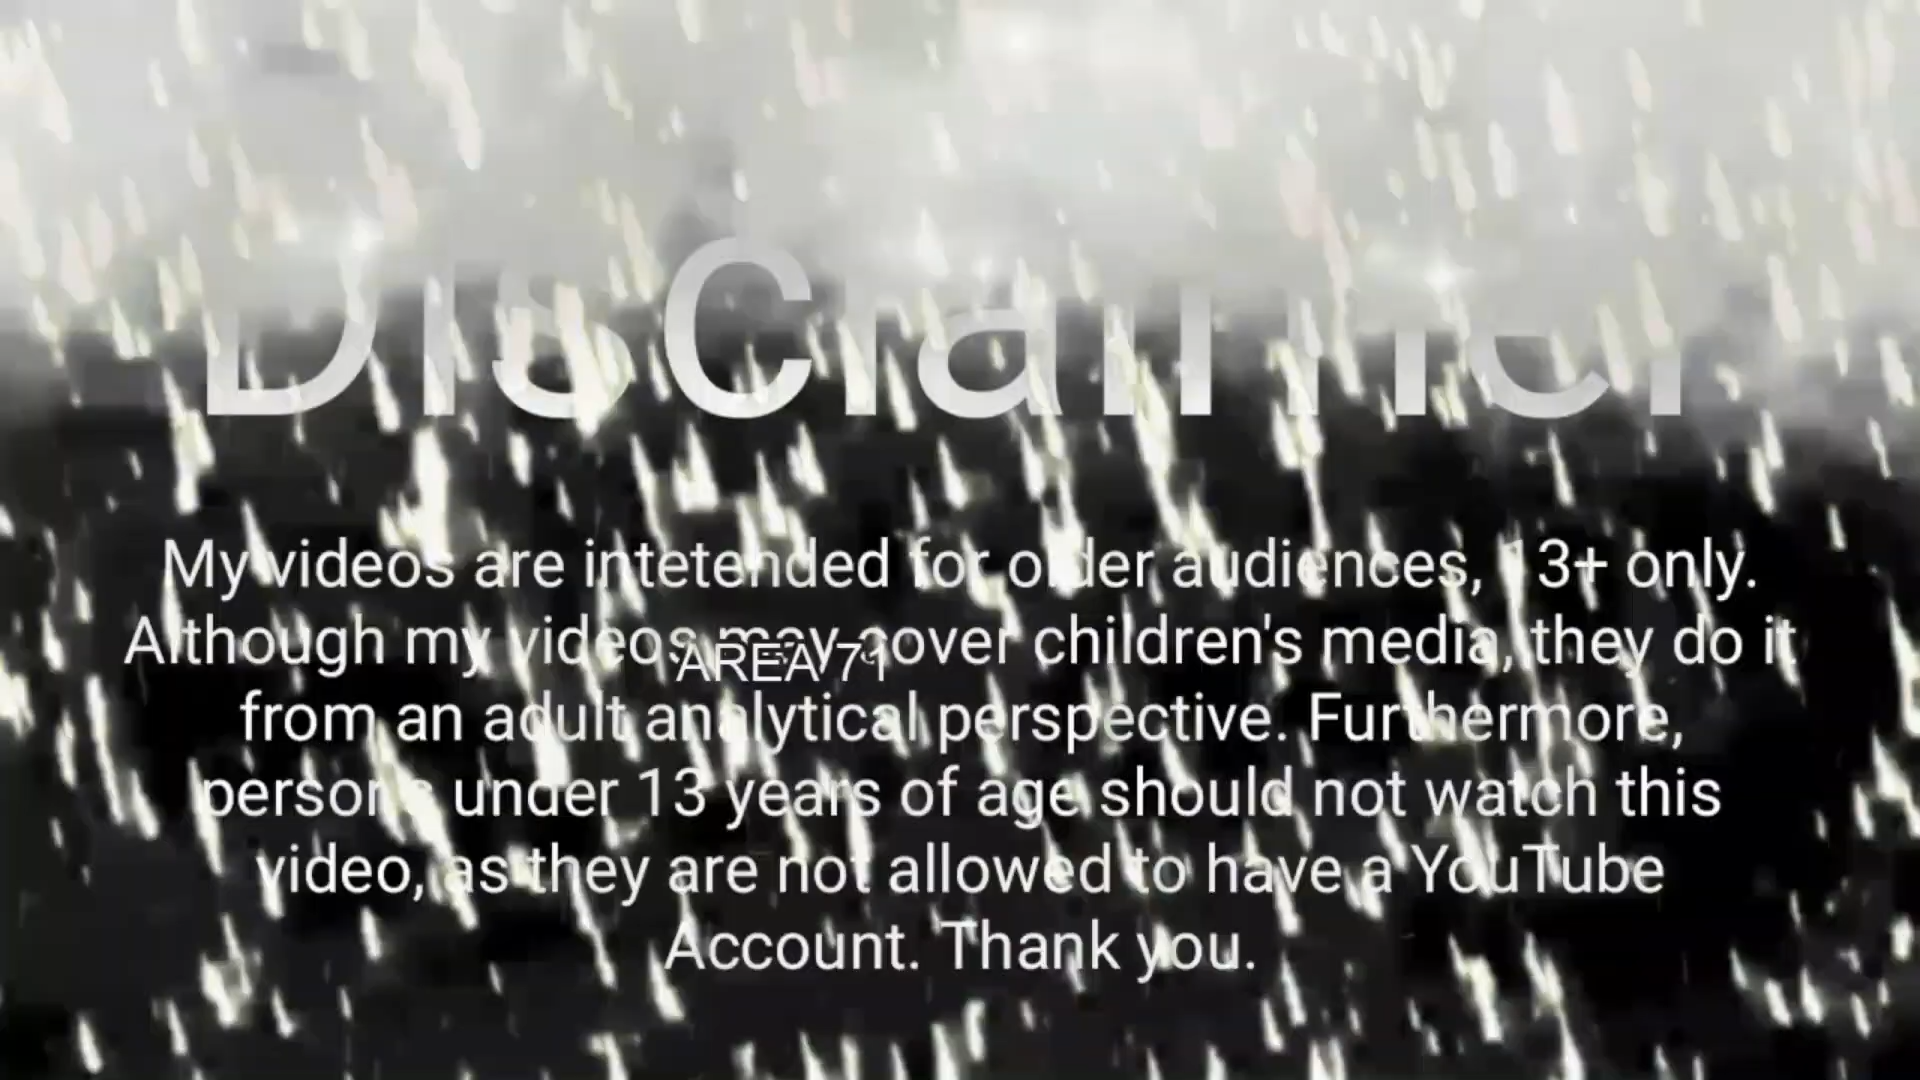 Disclaimer
My videos are intetended for older audiences, 13+ only.
Although my videos may cover children's media, they do it
AREA 71
from an adult analytical perspective. Furthermore,
persons under 13 years of age should not watch this
video, as they are not allowed to have a YouTube
Account. Thank you.